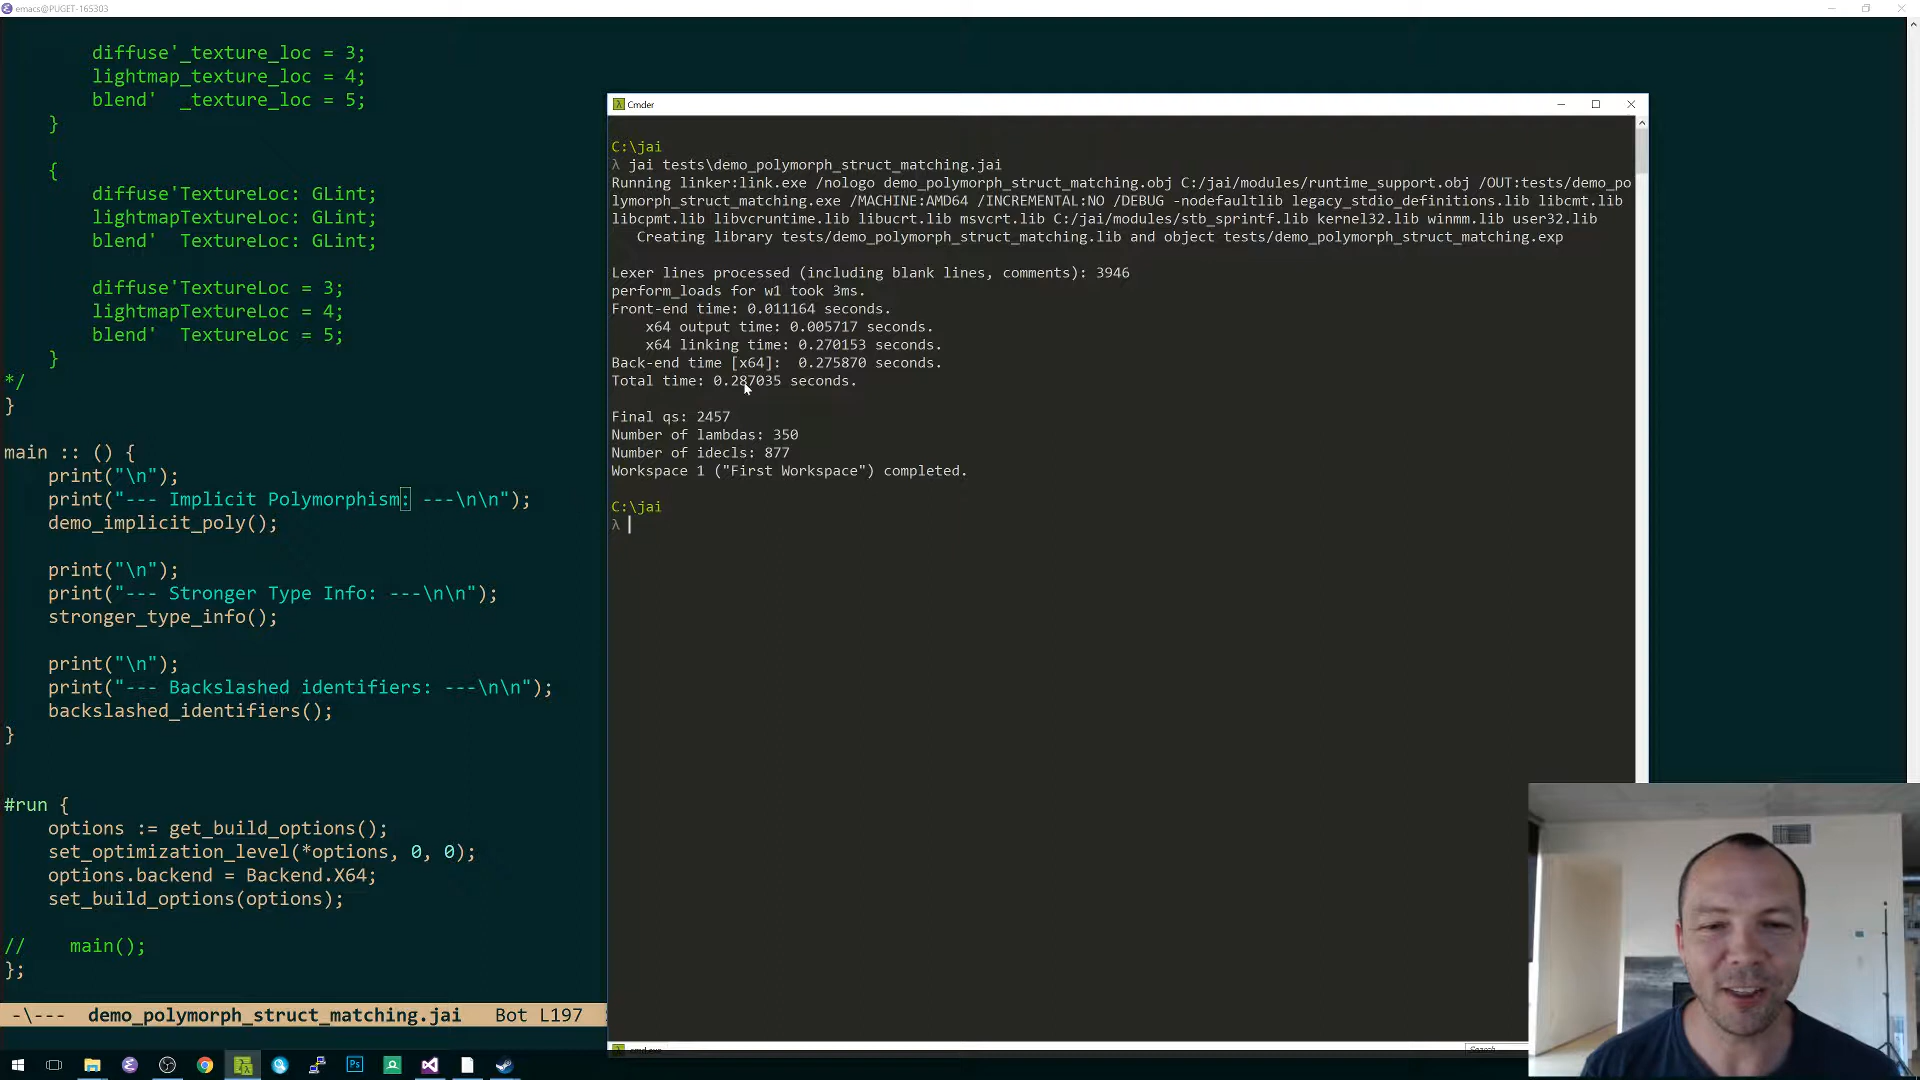 emacs@PUGET-165303
diffuse'_texture_loc = 3;
lightmap_texture_loc = 4;
blend'  _texture_loc = 5;
}
{
diffuse'TextureLoc: GLint;
lightmapTextureLoc: GLint;
blend'  TextureLoc: GLint;
diffuse'TextureLoc = 3;
lightmapTextureLoc = 4;
blend'  TextureLoc = 5;
}
*/
}
main :: () {
print("\n");
print("--- Implicit Polymorphism: ---\n\n");
demo_implicit_poly();
print("\n");
print("--- Stronger Type Info: ---\n\n");
stronger_type_info();
print("\n");
print("--- Backslashed identifiers: ---\n\n");
backslashed_identifiers();
}
#run {
options := get_build_options();
set_optimization_level(*options, 0, 0);
options.backend = Backend.X64;
set_build_options(options);
//    main();
};
-\---  demo_polymorph_struct_matching.jai   Bot L197
Cmder
C:\jai
λ jai tests\demo_polymorph_struct_matching.jai
Running linker:link.exe /nologo demo_polymorph_struct_matching.obj C:/jai/modules/runtime_support.obj /OUT:tests/demo_po
lymorph_struct_matching.exe /MACHINE:AMD64 /INCREMENTAL:NO /DEBUG -nodefaultlib legacy_stdio_definitions.lib libcmt.lib
libcpmt.lib libvcruntime.lib libucrt.lib msvcrt.lib C:/jai/modules/stb_sprintf.lib kernel32.lib winmm.lib user32.lib
Creating library tests/demo_polymorph_struct_matching.lib and object tests/demo_polymorph_struct_matching.exp
Lexer lines processed (including blank lines, comments): 3946
perform_loads for w1 took 3ms.
Front-end time: 0.011164 seconds.
x64 output time: 0.005717 seconds.
x64 linking time: 0.270153 seconds.
Back-end time [x64]:  0.275870 seconds.
Total time: 0.287035 seconds.
Final qs: 2457
Number of lambdas: 350
Number of idecls: 877
Workspace 1 ("First Workspace") completed.
C:\jai
λ
cmd.exe
Search
Ps